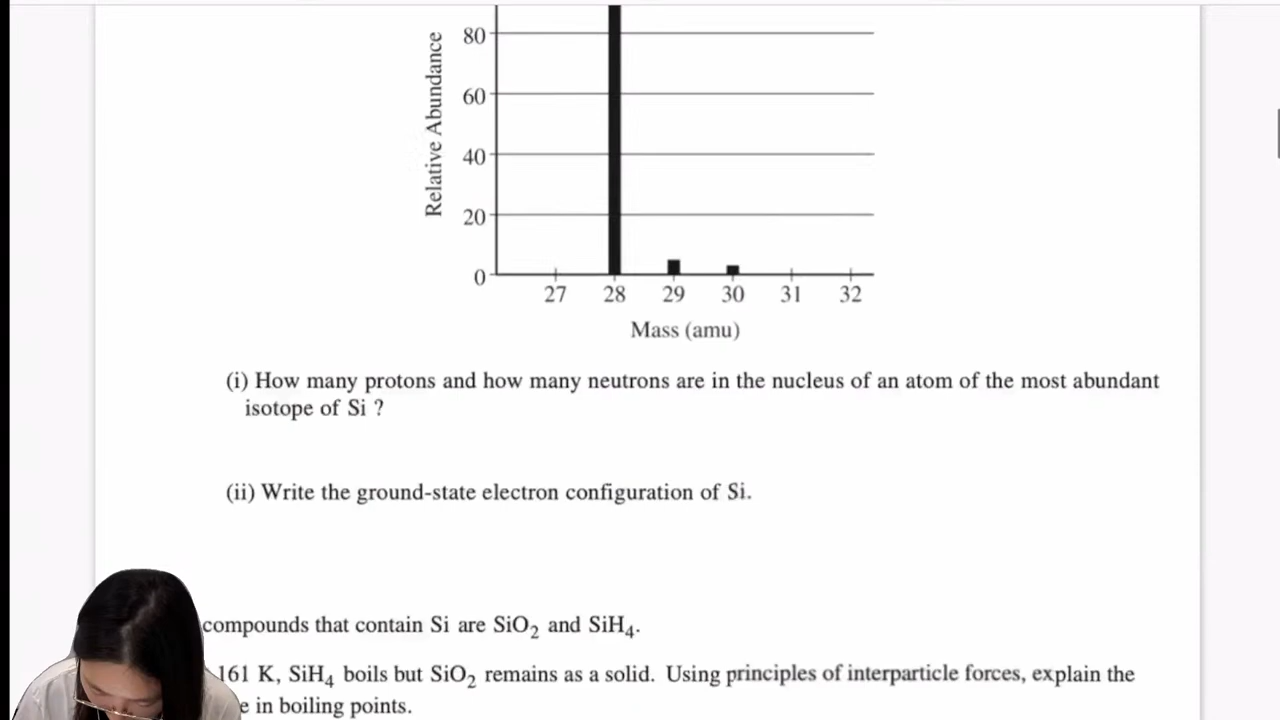 Relative Abundance
80
60
40
20
0
27 28 29 30 31 32
Mass (amu)
(i) How many protons and how many neutrons are in the nucleus of an atom of the most abundant
isotope of Si ?
(ii) Write the ground-state electron configuration of Si.
compounds that contain Si are SiO₂ and SiH₄.
161 K, SiH₄ boils but SiO₂ remains as a solid. Using principles of interparticle forces, explain the
e in boiling points.